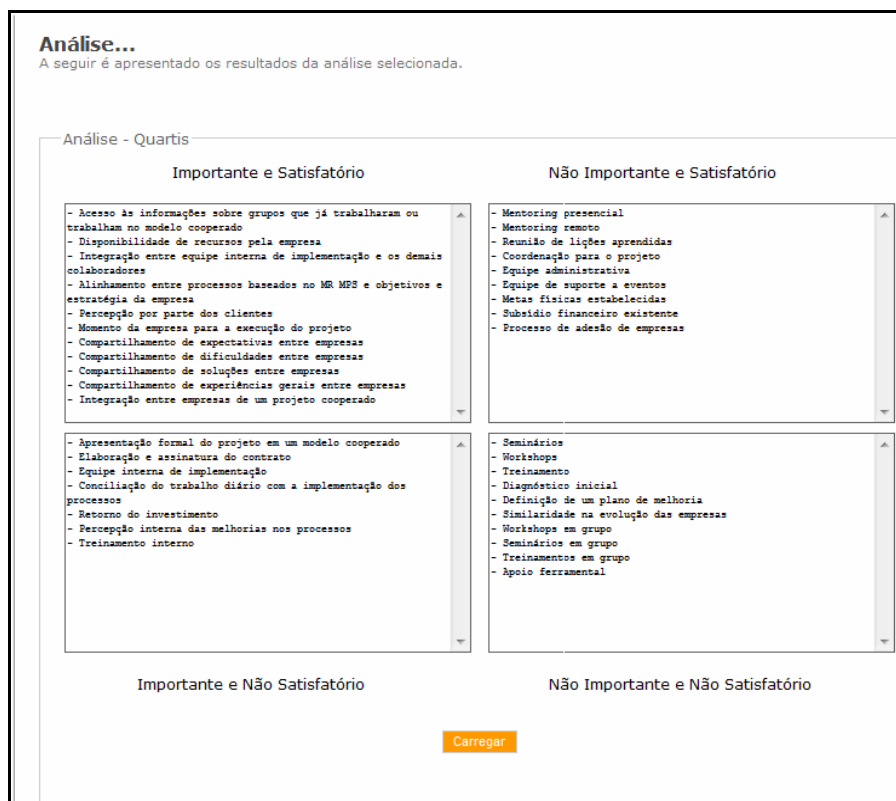 Análise...
A seguir é apresentado os resultados da análise selecionada.
Análise - Quartis
Importante e Satisfatório
- Acesso às informações sobre grupos que já trabalharam ou
trabalham no modelo cooperado
- Disponibilidade de recursos pela empresa
- Integração entre equipe interna de implementação e os demais
colaboradores
- Alinhamento entre processos baseados no MR MPS e objetivos e
estratégia da empresa
- Percepção por parte dos clientes
- Momento da empresa para a execução do projeto
- Compartilhamento de expectativas entre empresas
- Compartilhamento de dificuldades entre empresas
- Compartilhamento de soluções entre empresas
- Compartilhamento de experiências gerais entre empresas
- Integração entre empresas de um projeto cooperado
Não Importante e Satisfatório
- Mentoring presencial
- Mentoring remoto
- Reunião de lições aprendidas
- Coordenação para o projeto
- Equipe administrativa
- Equipe de suporte a eventos
- Metas físicas estabelecidas
- Subsídio financeiro existente
- Processo de adesão de empresas
- Apresentação formal do projeto em um modelo cooperado
- Elaboração e assinatura do contrato
- Equipe interna de implementação
- Conciliação do trabalho diário com a implementação dos
processos
- Retorno do investimento
- Percepção interna das melhorias nos processos
- Treinamento interno
Importante e Não Satisfatório
- Seminários
- Workshops
- Treinamento
- Diagnóstico inicial
- Definição de um plano de melhoria
- Similaridade na evolução das empresas
- Workshops em grupo
- Seminários em grupo
- Treinamentos em grupo
- Apoio ferramental
Não Importante e Não Satisfatório
Carregar